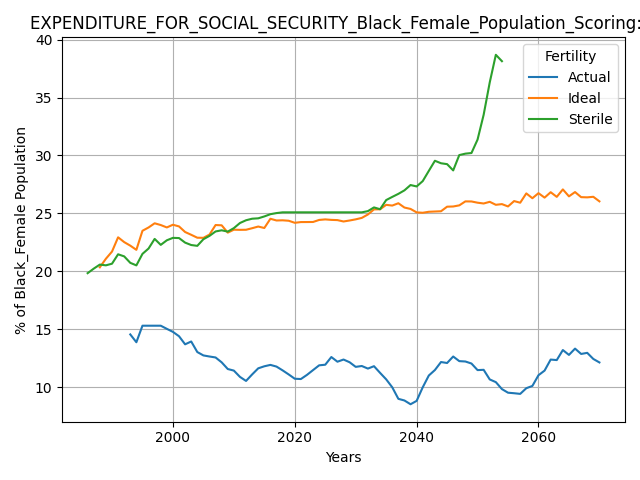 EXPENDITURE_FOR_SOCIAL_SECURITY_Black_Female_Population_Scoring:
40
35
30
25
20
15
10
% of Black_Female Population
Fertility
Actual
Ideal
Sterile
2000
2020
2040
2060
Years